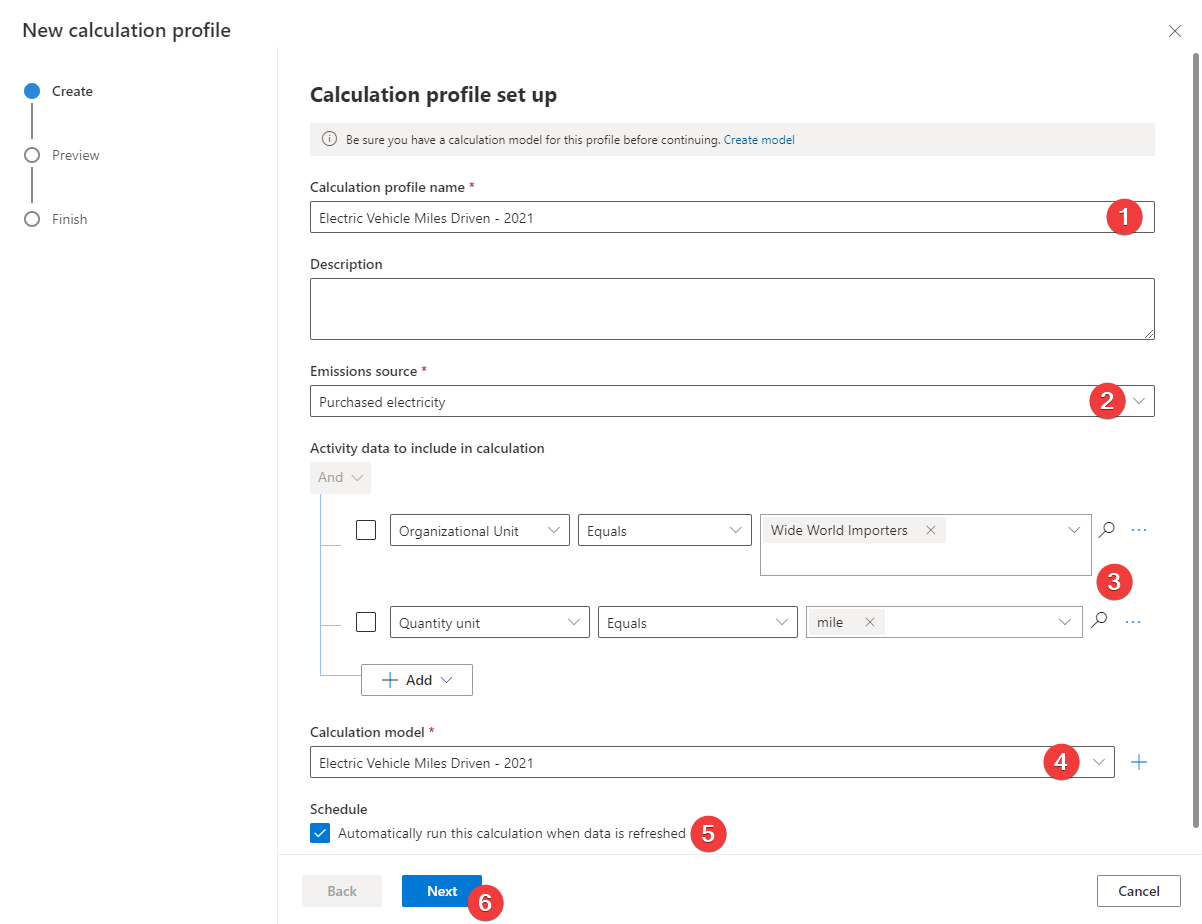 New calculation profile
Create
Preview
Finish
Calculation profile set up
Be sure you have a calculation model for this profile before continuing. Create model
Calculation profile name *
Electric Vehicle Miles Driven - 2021
1
Description
Emissions source *
Purchased electricity
2
Activity data to include in calculation
And
Organizational Unit Equals Wide World Importers
3
Quantity unit Equals mile
Add
Calculation model *
Electric Vehicle Miles Driven - 2021
4
Schedule
Automatically run this calculation when data is refreshed 5
Back Next Cancel
6